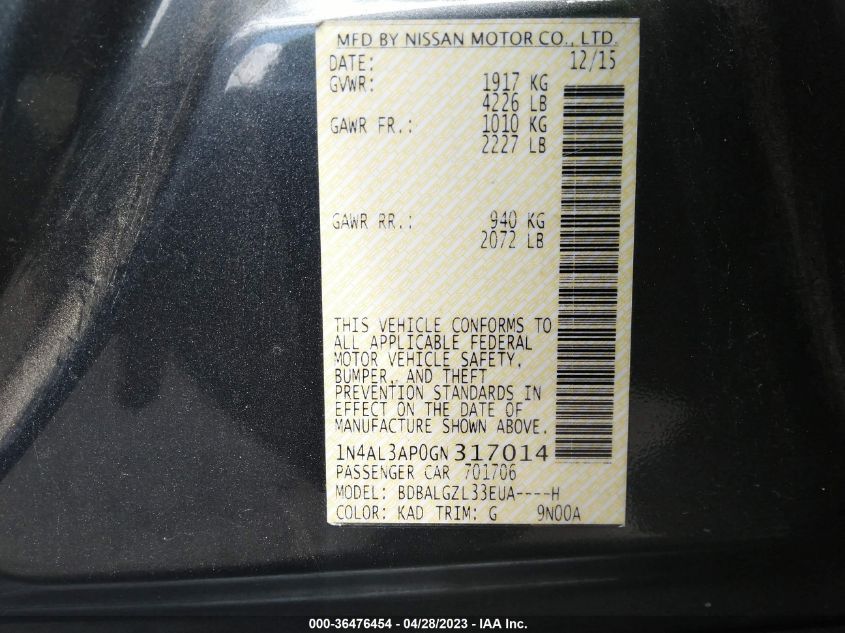 MFD BY NISSAN MOTOR CO., LTD.
DATE: 12/15
GVWR: 1917 KG
4226 LB
GAWR FR.: 1010 KG
2227 LB
GAWR RR.: 940 KG
2072 LB
THIS VEHICLE CONFORMS TO
ALL APPLICABLE FEDERAL
MOTOR VEHICLE SAFETY,
BUMPER, AND THEFT
PREVENTION STANDARDS IN
EFFECT ON THE DATE OF
MANUFACTURE SHOWN ABOVE.
1N4AL3AP0GN317014
PASSENGER CAR 701706
MODEL: BDBALGZL33EUA----H
COLOR: KAD TRIM: G 9N00A
000-36476454 - 04/28/2023 - IAA Inc.